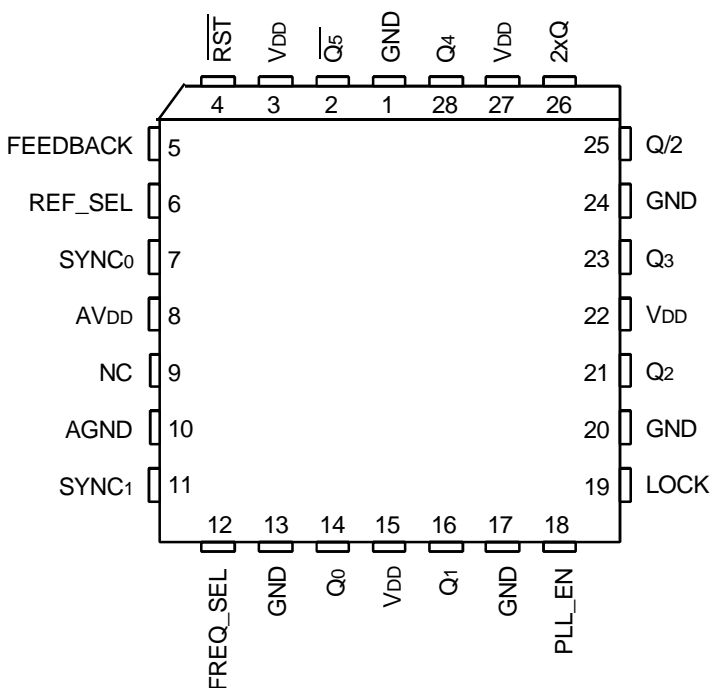 R̅S̅T̅ VDD Q̅5 GND Q4 VDD 2xQ
4 3 2 1 28 27 26
FEEDBACK 5 25 Q/2
REF_SEL 6 24 GND
SYNC0 7 23 Q3
AVDD 8 22 VDD
NC 9 21 Q2
AGND 10 20 GND
SYNC1 11 19 LOCK
12 13 14 15 16 17 18
FREQ_SEL GND Q0 VDD Q1 GND PLL_EN